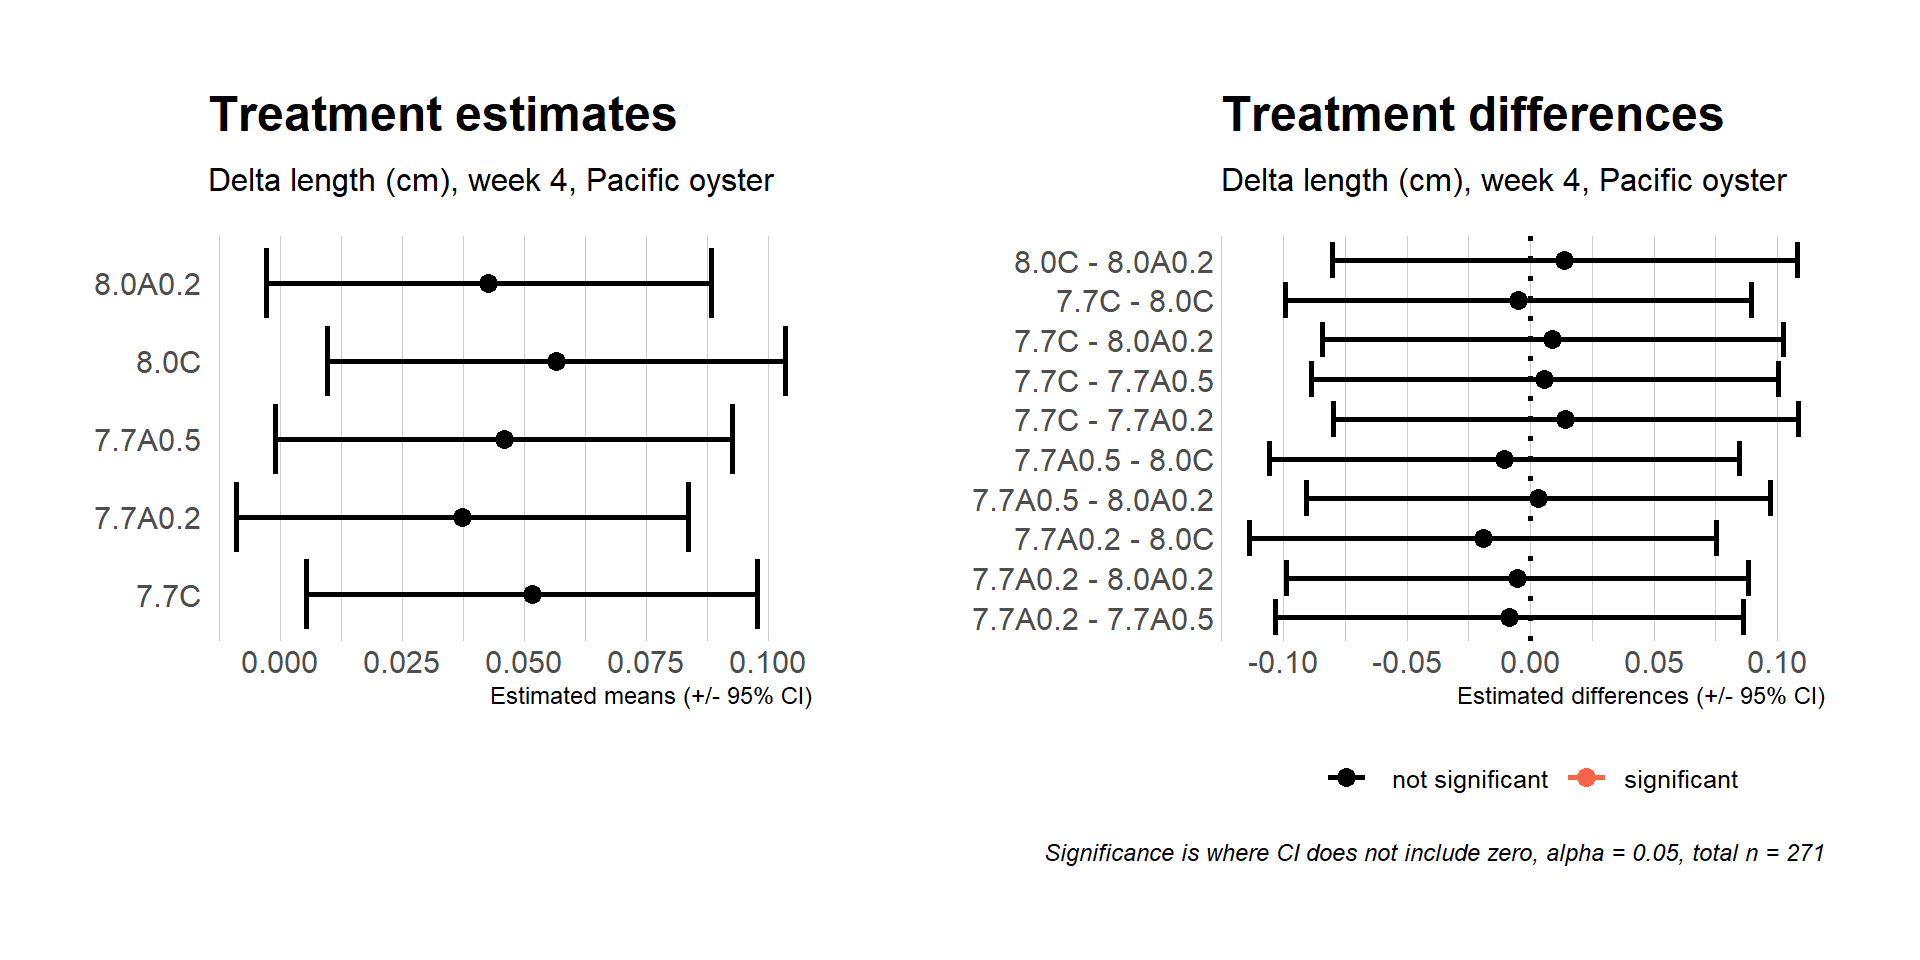 Treatment estimates
Delta length (cm), week 4, Pacific oyster
8.0A0.2
8.0C
7.7A0.5
7.7A0.2
7.7C
0.000 0.025 0.050 0.075 0.100
Estimated means (+/- 95% CI)
Treatment differences
Delta length (cm), week 4, Pacific oyster
8.0C - 8.0A0.2
7.7C - 8.0C
7.7C - 8.0A0.2
7.7C - 7.7A0.5
7.7C - 7.7A0.2
7.7A0.5 - 8.0C
7.7A0.5 - 8.0A0.2
7.7A0.2 - 8.0C
7.7A0.2 - 8.0A0.2
7.7A0.2 - 7.7A0.5
-0.10 -0.05 0.00 0.05 0.10
Estimated differences (+/- 95% CI)
not significant significant
Significance is where CI does not include zero, alpha = 0.05, total n = 271